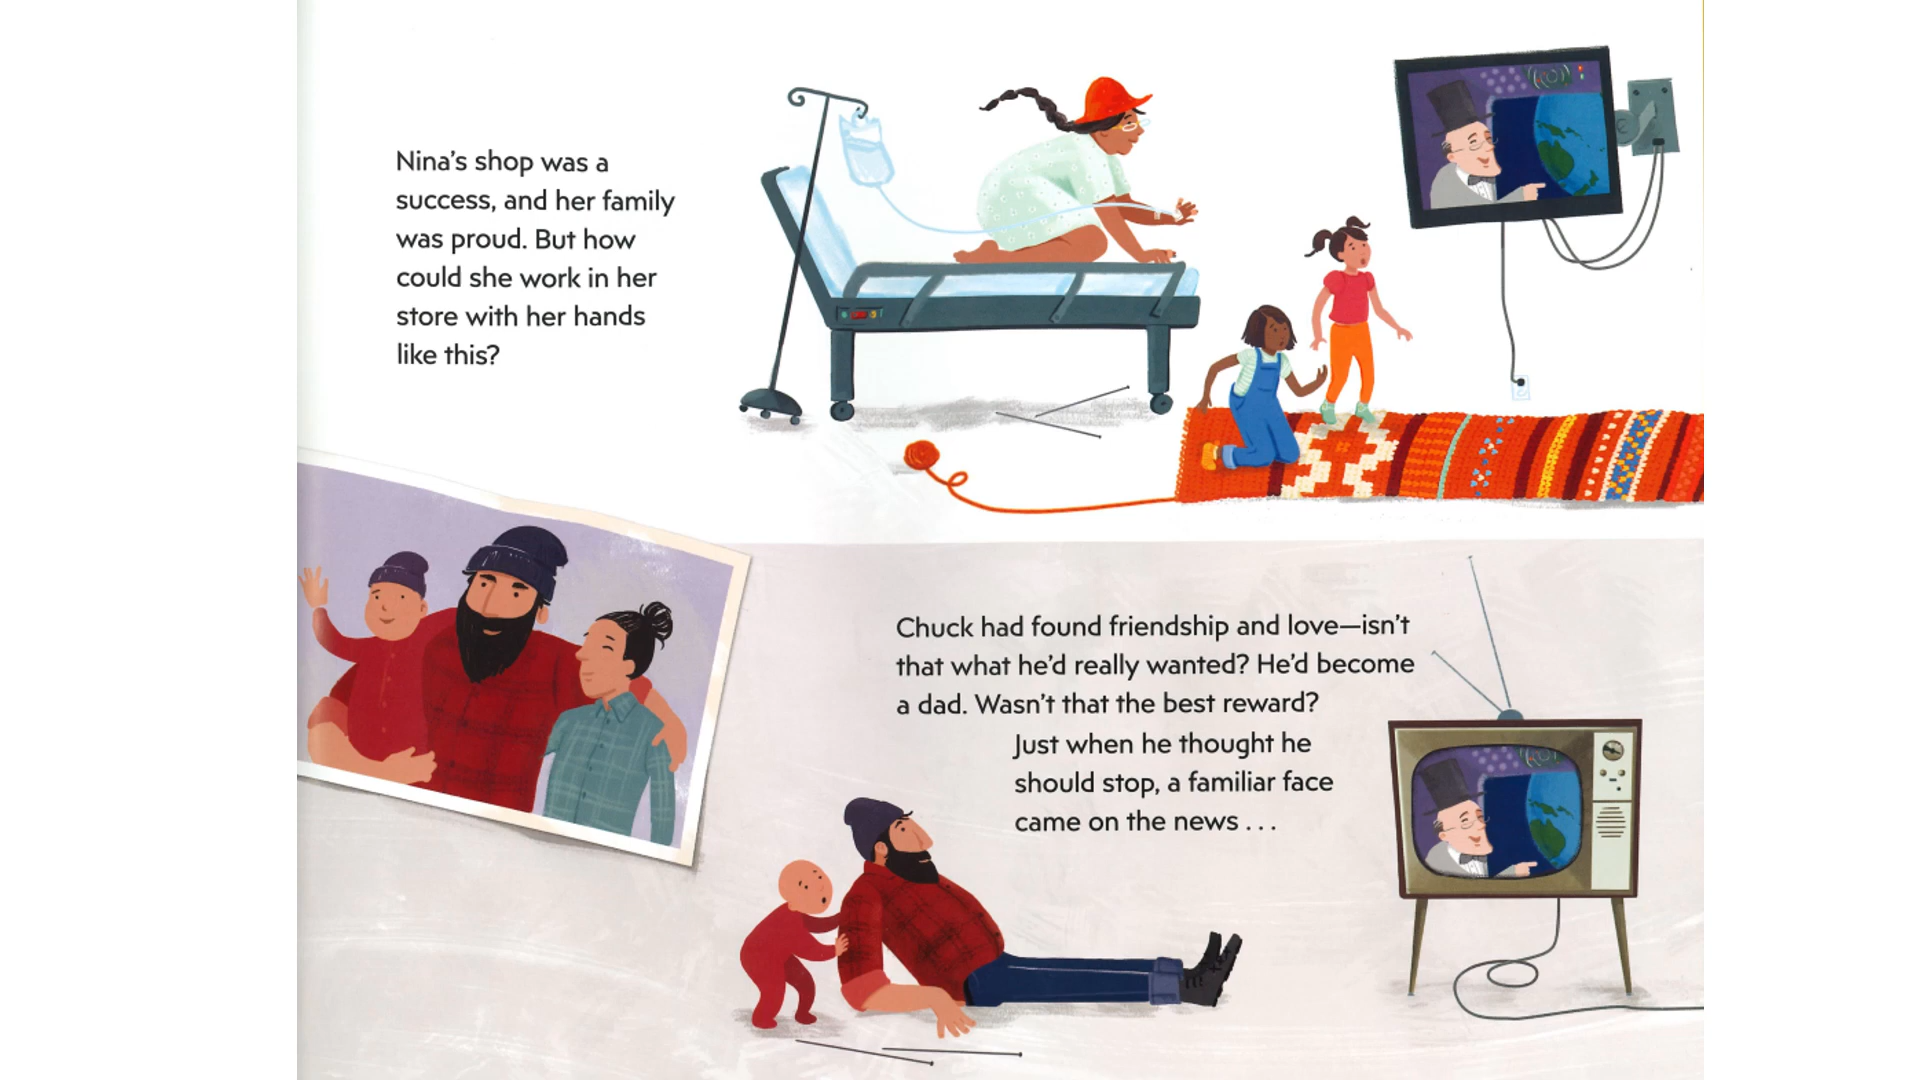 Nina's shop was a
success, and her family
was proud. But how
could she work in her
store with her hands
like this?
Chuck had found friendship and love—isn't
that what he'd really wanted? He'd become
a dad. Wasn't that the best reward?
Just when he thought he
should stop, a familiar face
came on the news . . .